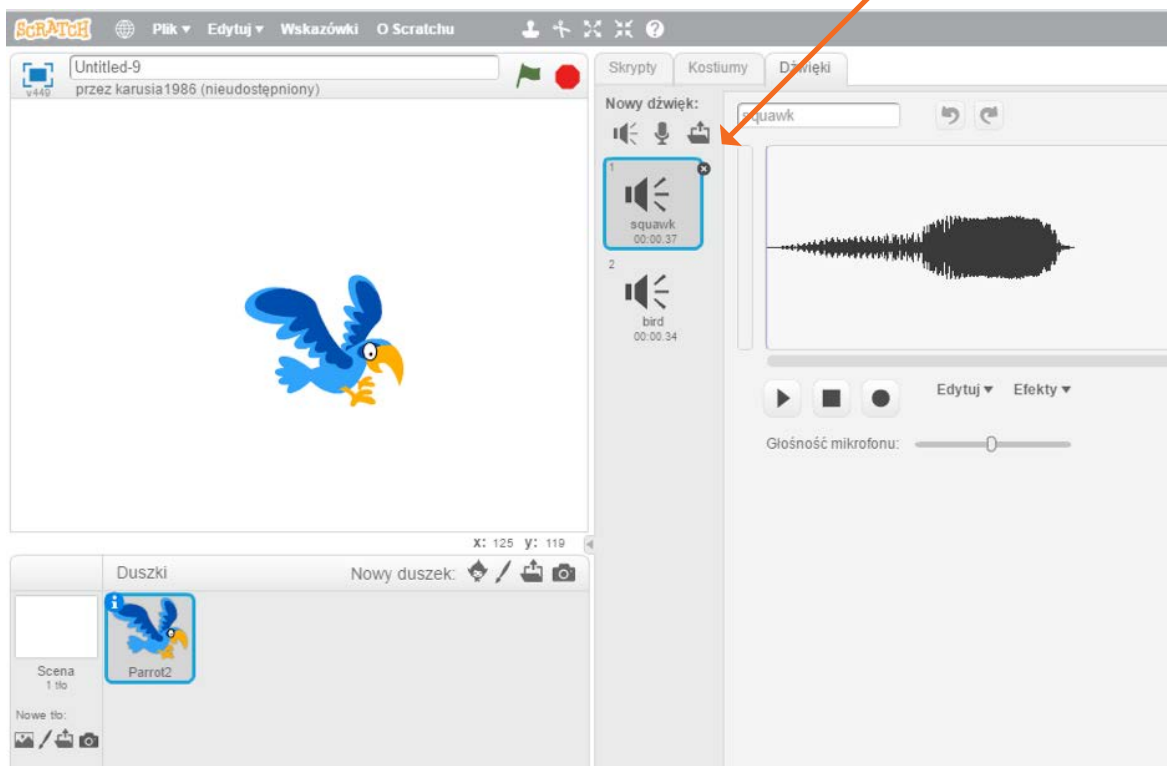 SCRATCH Plik Edytuj Wskazówki O Scratchu
v449
Untitled-9
przez karusia1986 (nieudostępniony)
Skrypty Kostiumy Dźwięki
Nowy dźwięk:
squawk
1
squawk
00:00.37
2
bird
00:00.34
Edytuj Efekty
Głośność mikrofonu:
x: 125 y: 119
Duszki Nowy duszek:
Scena
1 tło
Parrot2
Nowe tło: